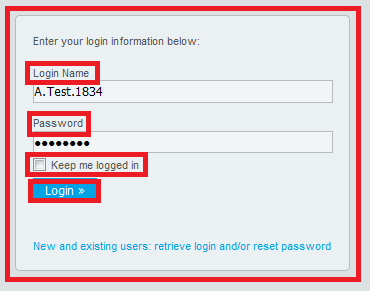 Enter your login information below:
Login Name
A.Test.1834
Password
●●●●●●●●
Keep me logged in
Login »
New and existing users: retrieve login and/or reset password